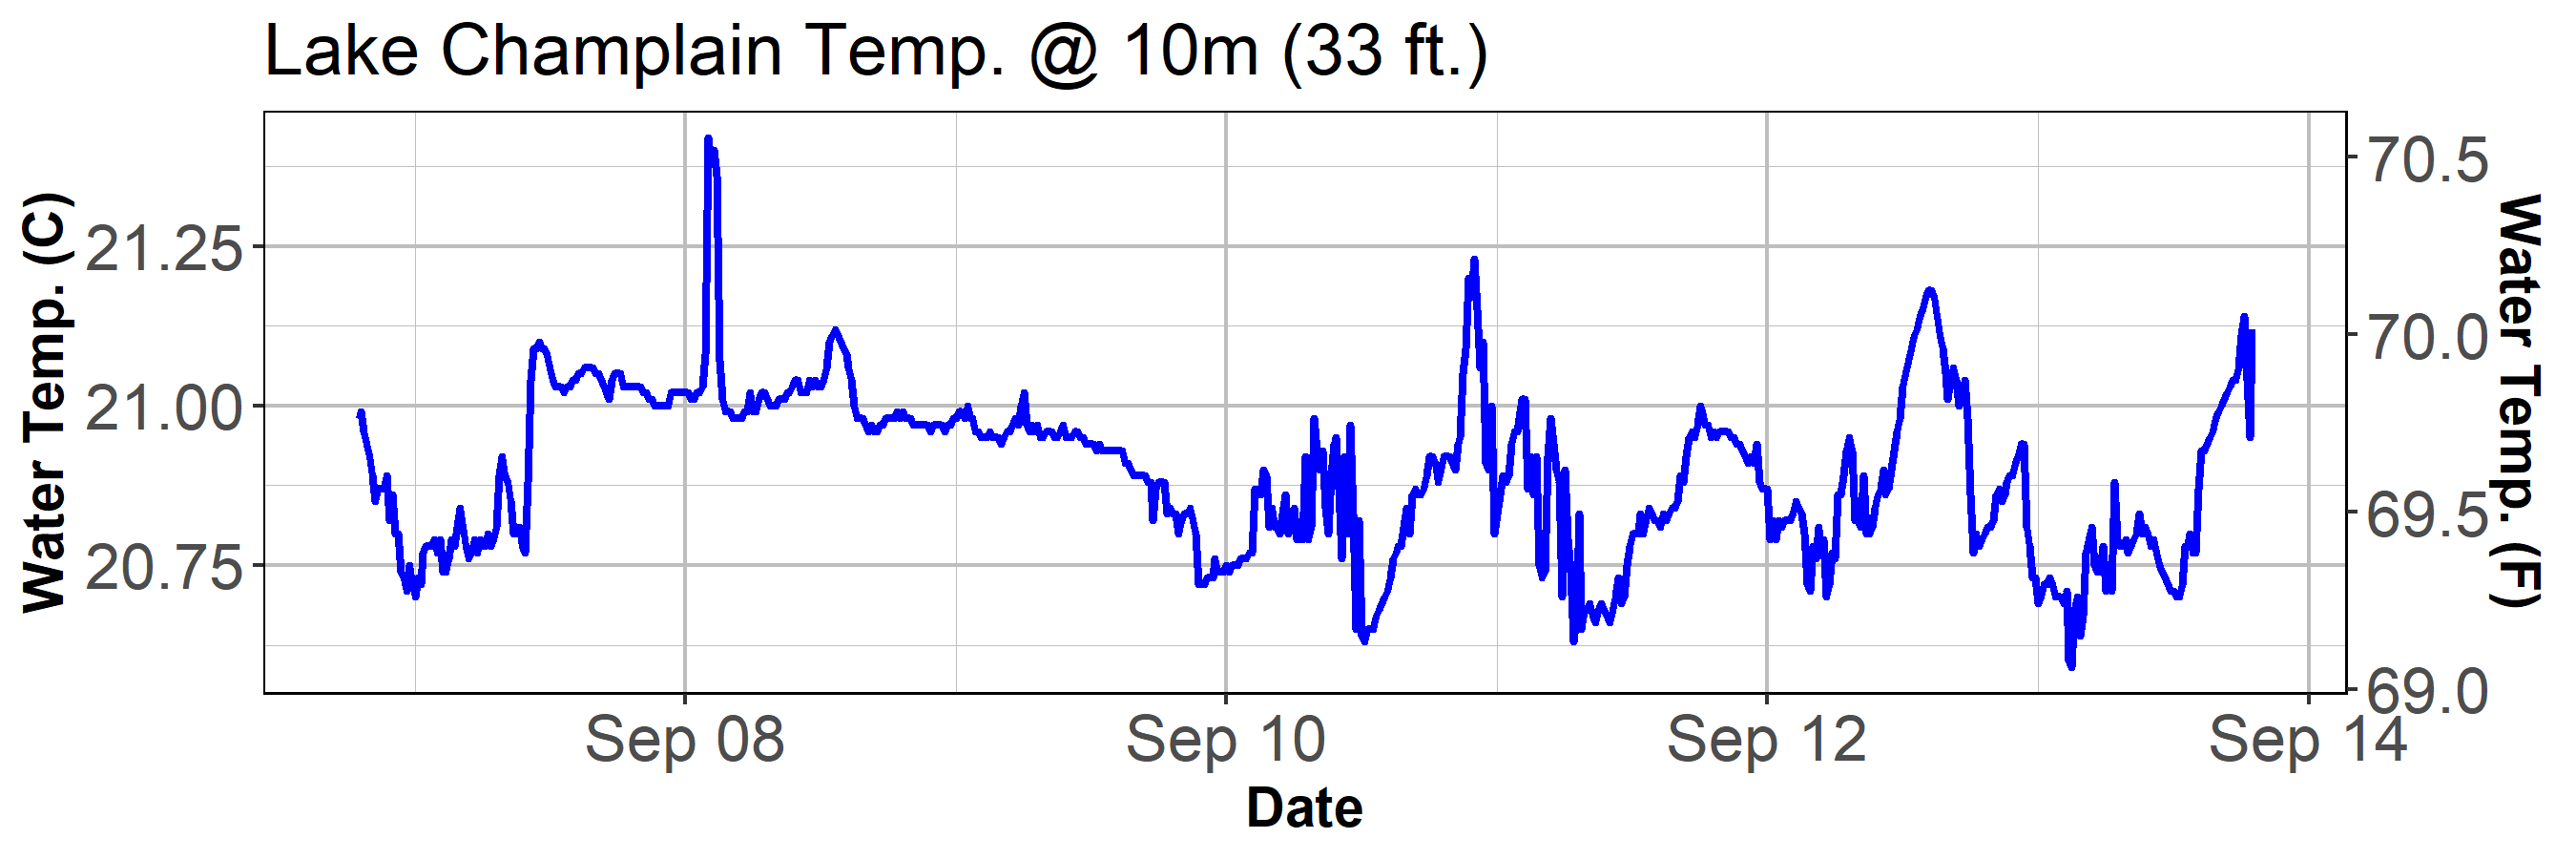 Lake Champlain Temp. @ 10m (33 ft.)
Water Temp. (C)
21.25
21.00
20.75
70.5
70.0
69.5
69.0
Water Temp. (F)
Sep 08
Sep 10
Sep 12
Sep 14
Date